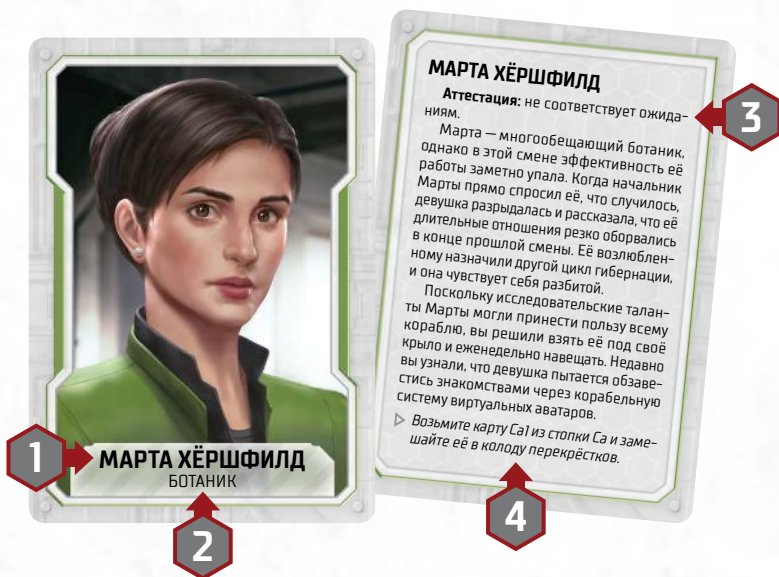 1
МАРТА ХЁРШФИЛД
БОТАНИК
2
МАРТА ХЁРШФИЛД
Аттестация: не соответствует ожида-
ниям.
3
Марта — многообещающий ботаник,
однако в этой смене эффективность её
работы заметно упала. Когда начальник
Марты прямо спросил её, что случилось,
девушка разрыдалась и рассказала, что её
длительные отношения резко оборвались
в конце прошлой смены. Её возлюблен-
ному назначили другой цикл гибернации,
и она чувствует себя разбитой.
Поскольку исследовательские талан-
ты Марты могли принести пользу всему
кораблю, вы решили взять её под своё
крыло и еженедельно навещать. Недавно
вы узнали, что девушка пытается обзаве-
стись знакомствами через корабельную
систему виртуальных аватаров.
▷ Возьмите карту Ca1 из стопки Ca и заме-
шайте её в колоду перекрёстков.
4